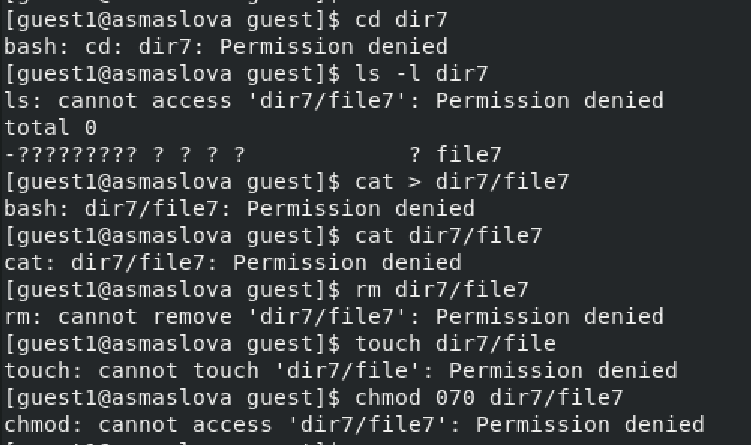 [guest1@asmaslova guest]$ cd dir7
bash: cd: dir7: Permission denied
[guest1@asmaslova guest]$ ls -l dir7
ls: cannot access 'dir7/file7': Permission denied
total 0
-????????? ? ? ? ?            ? file7
[guest1@asmaslova guest]$ cat > dir7/file7
bash: dir7/file7: Permission denied
[guest1@asmaslova guest]$ cat dir7/file7
cat: dir7/file7: Permission denied
[guest1@asmaslova guest]$ rm dir7/file7
rm: cannot remove 'dir7/file7': Permission denied
[guest1@asmaslova guest]$ touch dir7/file
touch: cannot touch 'dir7/file': Permission denied
[guest1@asmaslova guest]$ chmod 070 dir7/file7
chmod: cannot access 'dir7/file7': Permission denied